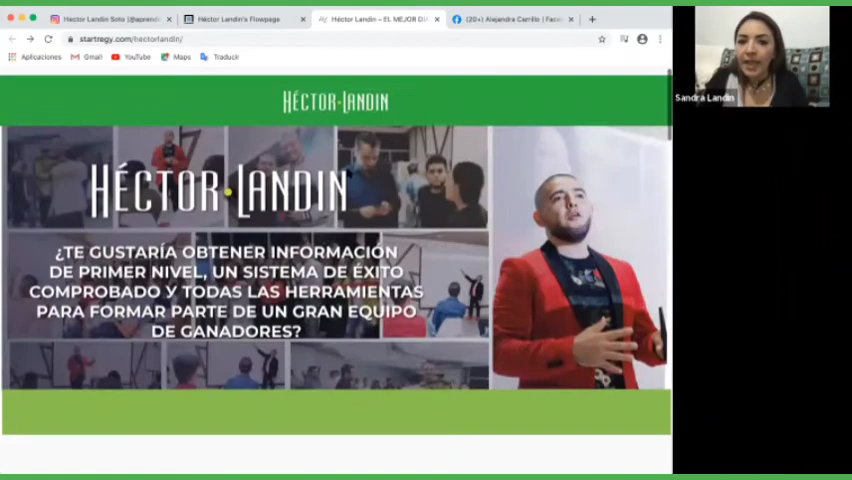 Hector Landin Soto (@aprend
Héctor Landin's Flowpage
Héctor Landin – EL MEJOR DI
(20+) Alejandra Carrillo | Face
startregy.com/hectorlandin/
Aplicaciones
Gmail
YouTube
Maps
Traducir
Sandra Landin
HÉCTOR·LANDIN
HÉCTOR·LANDIN
¿TE GUSTARÍA OBTENER INFORMACIÓN
DE PRIMER NIVEL, UN SISTEMA DE ÉXITO
COMPROBADO Y TODAS LAS HERRAMIENTAS
PARA FORMAR PARTE DE UN GRAN EQUIPO
DE GANADORES?